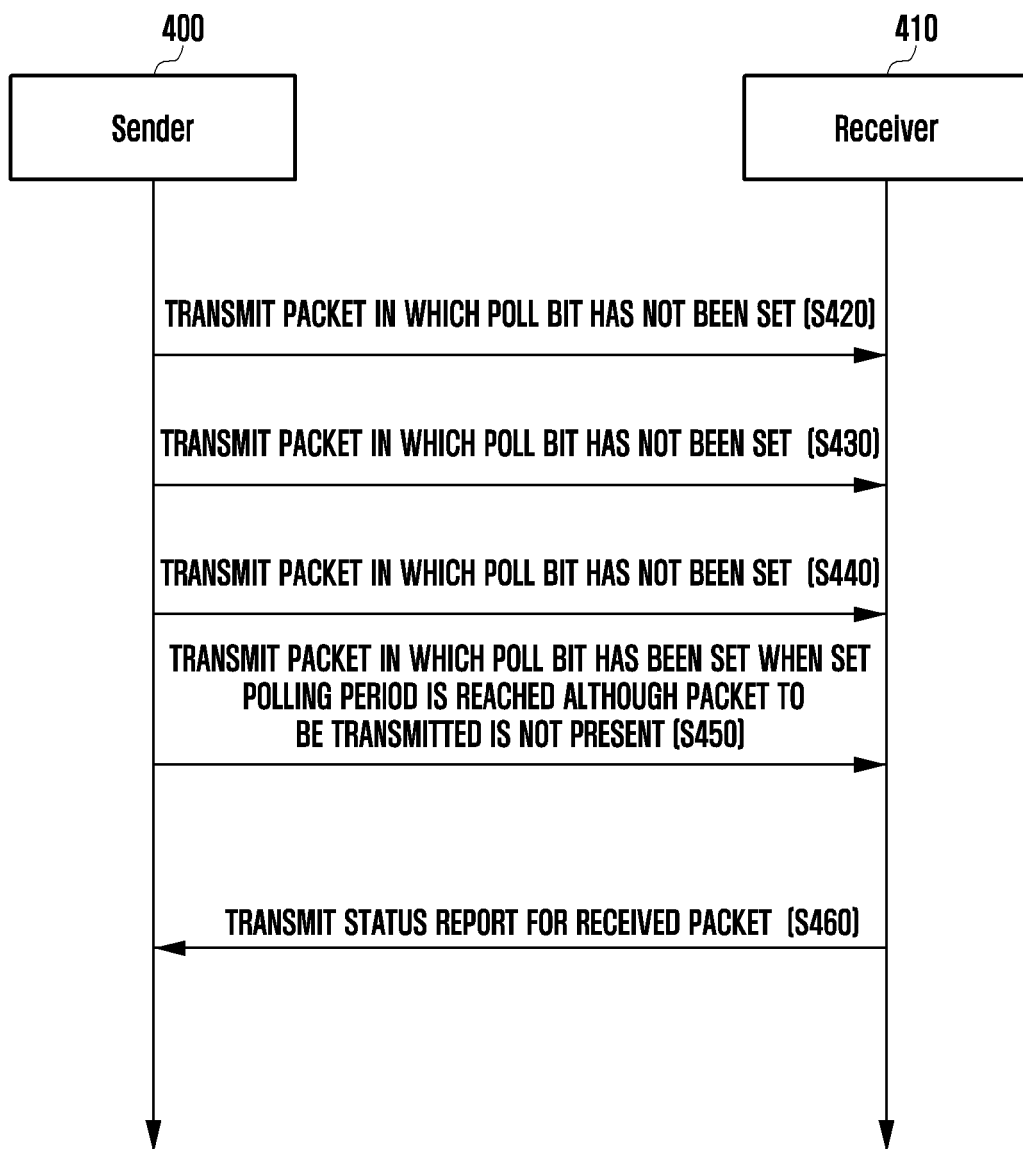 400
410
Sender
Receiver
TRANSMIT PACKET IN WHICH POLL BIT HAS NOT BEEN SET (S420)
TRANSMIT PACKET IN WHICH POLL BIT HAS NOT BEEN SET (S430)
TRANSMIT PACKET IN WHICH POLL BIT HAS NOT BEEN SET (S440)
TRANSMIT PACKET IN WHICH POLL BIT HAS BEEN SET WHEN SET
POLLING PERIOD IS REACHED ALTHOUGH PACKET TO
BE TRANSMITTED IS NOT PRESENT (S450)
TRANSMIT STATUS REPORT FOR RECEIVED PACKET (S460)